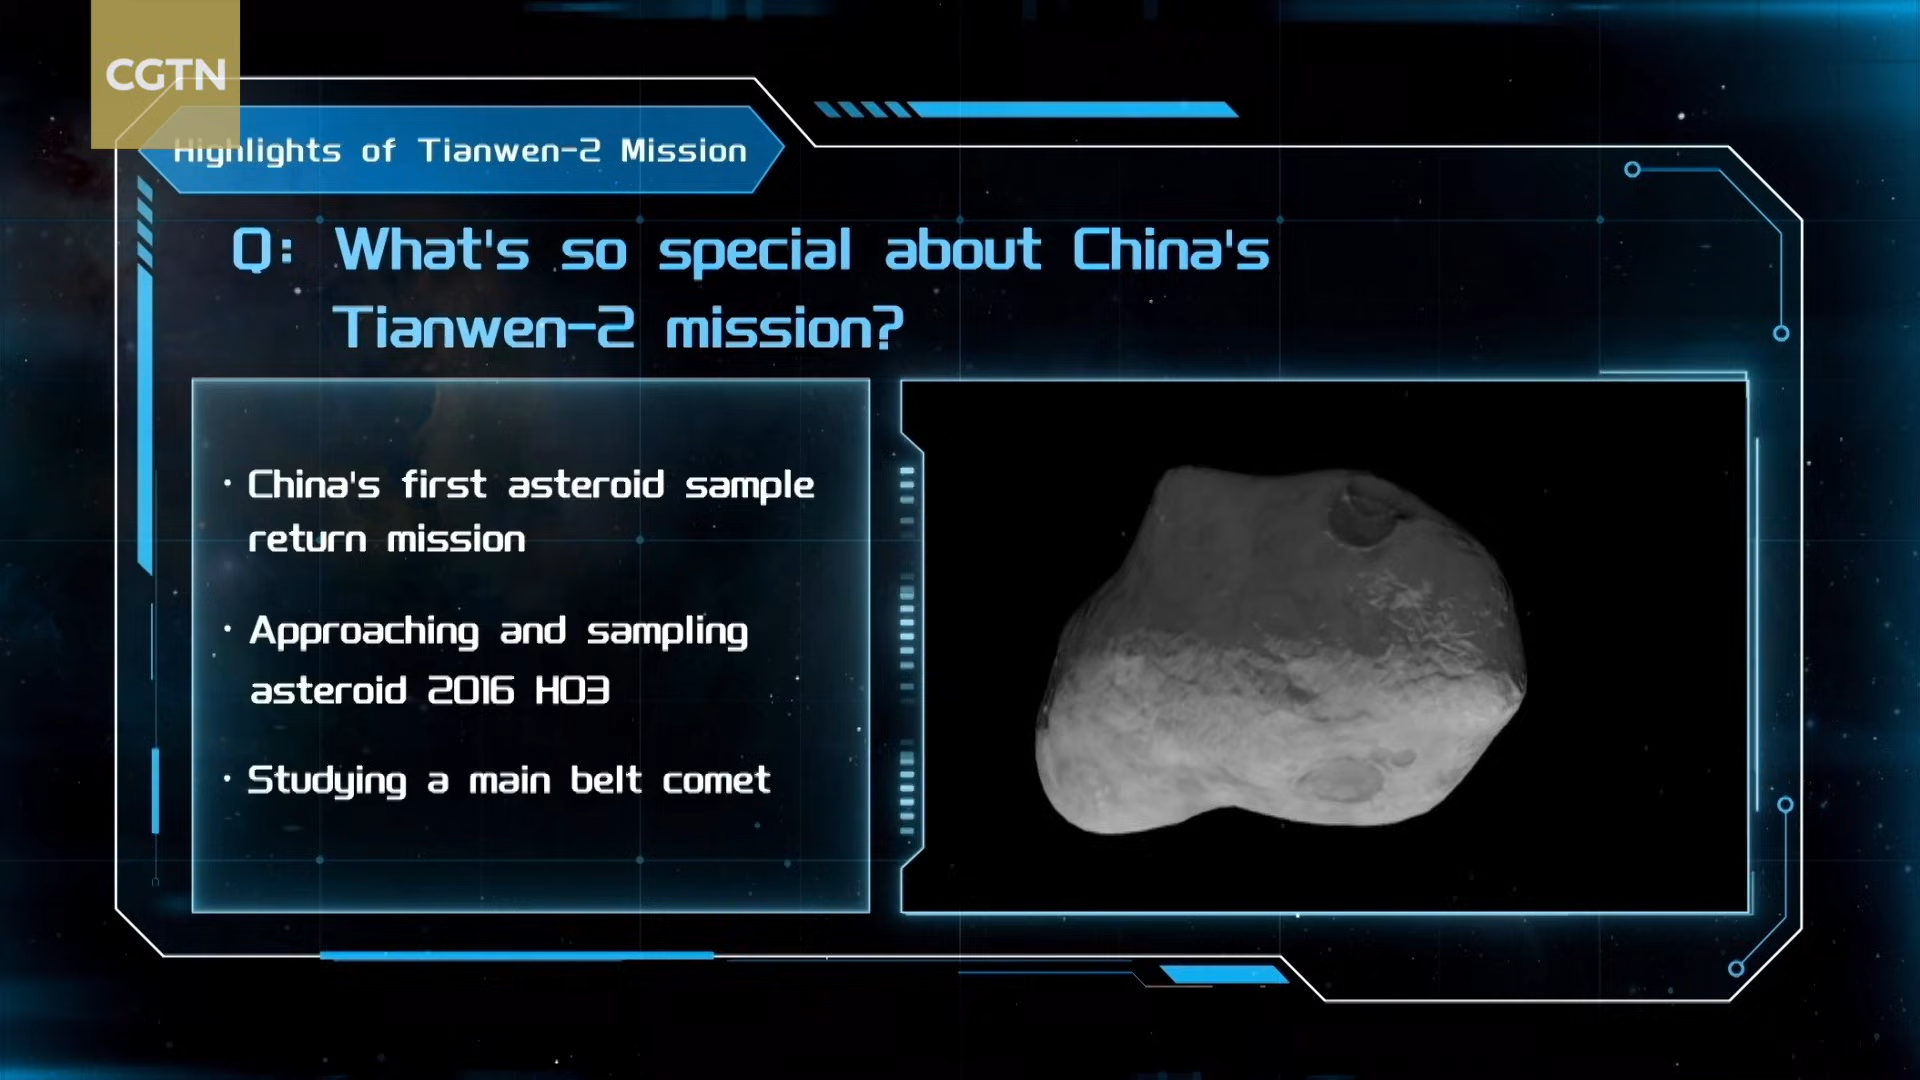 CGTN
Highlights of Tianwen-2 Mission
Q: What's so special about China's
Tianwen-2 mission?
· China's first asteroid sample
return mission
· Approaching and sampling
asteroid 2016 HO3
· Studying a main belt comet